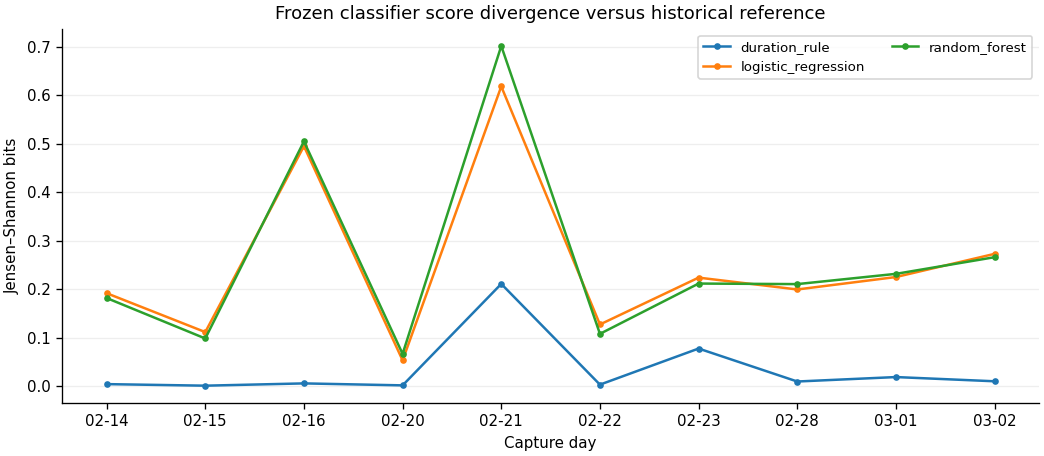 Frozen classifier score divergence versus historical reference
duration_rule
logistic_regression
random_forest
Jensen–Shannon bits
0.7
0.6
0.5
0.4
0.3
0.2
0.1
0.0
02-14 02-15 02-16 02-20 02-21 02-22 02-23 02-28 03-01 03-02
Capture day